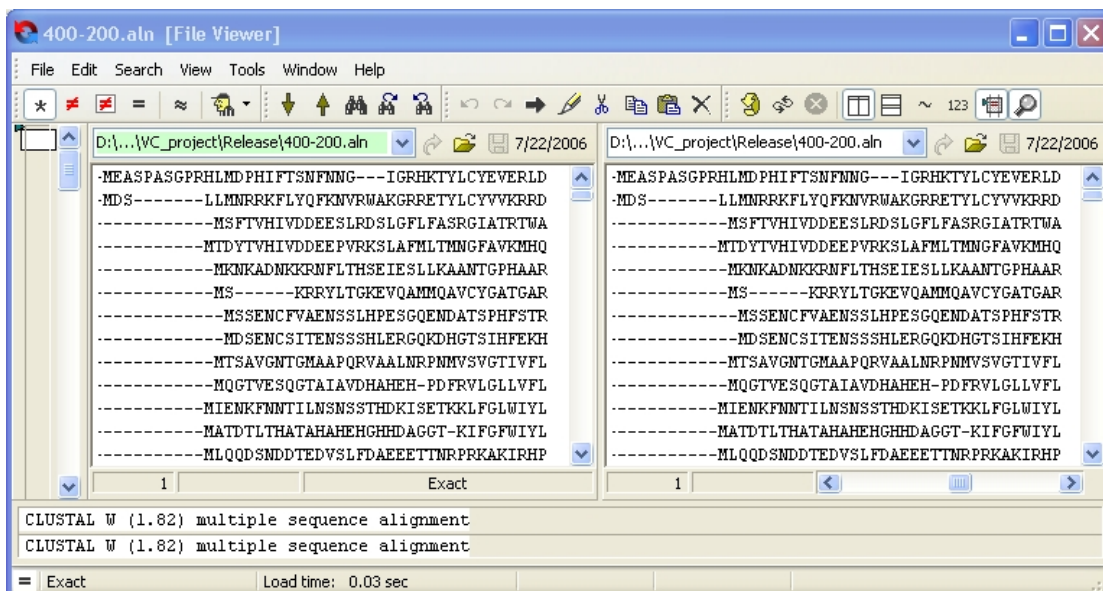 400-200.aln [File Viewer]
File Edit Search View Tools Window Help
123
D:\...\VC_project\Release\400-200.aln 7/22/2006
-MEASPASGPRHLMDPHIFTSNFNNG---IGRHKTYLCYEVERLD
-MDS-------LLMNRRKFLYQFKNVRWAKGRRETYLCYVVKRRD
------------MSFTVHIVDDEESLRDSLGFLFASRGIATRTWA
-----------MTDYTVHIVDDEEPVRKSLAFMLTMNGFAVKMHQ
------------MKNKADNKKRNFLTHSEIESLLKAANTGPHAAR
------------MS------KRRYLTGKEVQAMMQAVCYGATGAR
-------------MSSENCFVAENSSLHPESGQENDATSPHFSTR
-------------MDSENCSITENSSSHLERGQKDHGTSIHFEKH
------------MTSAVGNTGMAAPQRVAALNRPNMVSVGTIVFL
------------MQGTVESQGTAIAVDHAHEH-PDFRVLGLLVFL
-----------MIENKFNNTILNSNSSTHDKISETKKLFGLWIYL
-----------MATDTLTHATAHAHEHGHHDAGGT-KIFGFWIYL
-----------MLQQDSNDDTEDVSLFDAEEETTNRPRKAKIRHP
1 Exact
D:\...\VC_project\Release\400-200.aln 7/22/2006
-MEASPASGPRHLMDPHIFTSNFNNG---IGRHKTYLCYEVERLD
-MDS-------LLMNRRKFLYQFKNVRWAKGRRETYLCYVVKRRD
------------MSFTVHIVDDEESLRDSLGFLFASRGIATRTWA
-----------MTDYTVHIVDDEEPVRKSLAFMLTMNGFAVKMHQ
------------MKNKADNKKRNFLTHSEIESLLKAANTGPHAAR
------------MS------KRRYLTGKEVQAMMQAVCYGATGAR
-------------MSSENCFVAENSSLHPESGQENDATSPHFSTR
-------------MDSENCSITENSSSHLERGQKDHGTSIHFEKH
------------MTSAVGNTGMAAPQRVAALNRPNMVSVGTIVFL
------------MQGTVESQGTAIAVDHAHEH-PDFRVLGLLVFL
-----------MIENKFNNTILNSNSSTHDKISETKKLFGLWIYL
-----------MATDTLTHATAHAHEHGHHDAGGT-KIFGFWIYL
-----------MLQQDSNDDTEDVSLFDAEEETTNRPRKAKIRHP
1
CLUSTAL W (1.82) multiple sequence alignment
CLUSTAL W (1.82) multiple sequence alignment
= Exact Load time: 0.03 sec